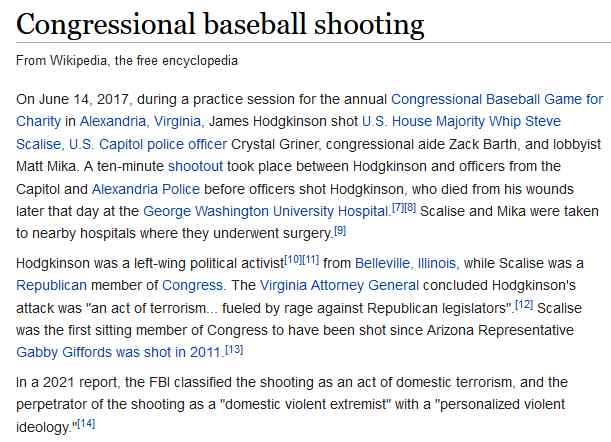 Congressional baseball shooting
From Wikipedia, the free encyclopedia
On June 14, 2017, during a practice session for the annual Congressional Baseball Game for
Charity in Alexandria, Virginia, James Hodgkinson shot U.S. House Majority Whip Steve
Scalise, U.S. Capitol police officer Crystal Griner, congressional aide Zack Barth, and lobbyist
Matt Mika. A ten-minute shootout took place between Hodgkinson and officers from the
Capitol and Alexandria Police before officers shot Hodgkinson, who died from his wounds
later that day at the George Washington University Hospital.[7][8] Scalise and Mika were taken
to nearby hospitals where they underwent surgery.[9]
Hodgkinson was a left-wing political activist[10][11] from Belleville, Illinois, while Scalise was a
Republican member of Congress. The Virginia Attorney General concluded Hodgkinson's
attack was "an act of terrorism... fueled by rage against Republican legislators".[12] Scalise
was the first sitting member of Congress to have been shot since Arizona Representative
Gabby Giffords was shot in 2011.[13]
In a 2021 report, the FBI classified the shooting as an act of domestic terrorism, and the
perpetrator of the shooting as a "domestic violent extremist" with a "personalized violent
ideology."[14]